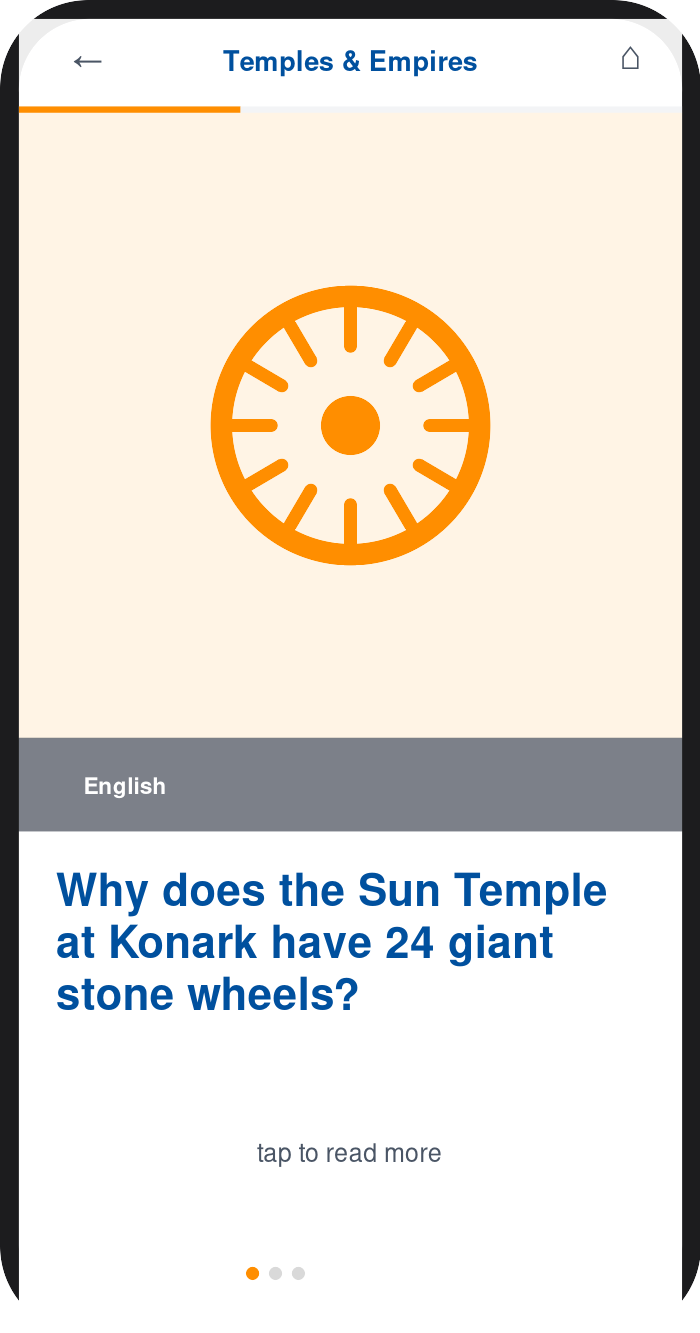 ← Temples & Empires ⌂
English
Why does the Sun Temple
at Konark have 24 giant
stone wheels?
tap to read more